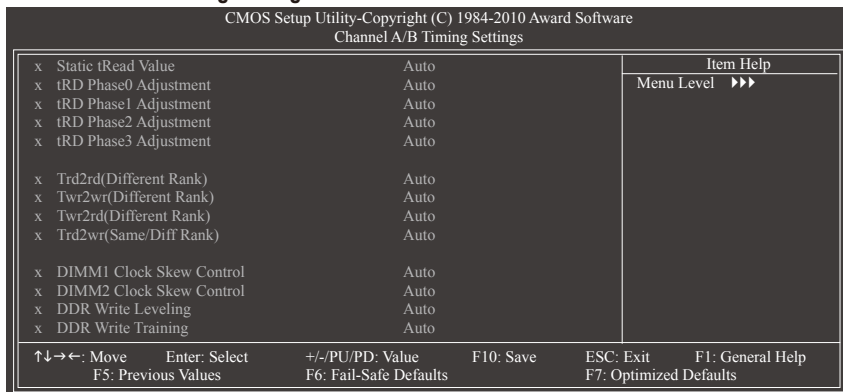 CMOS Setup Utility-Copyright (C) 1984-2010 Award Software
Channel A/B Timing Settings
x Static tRead Value Auto
x tRD Phase0 Adjustment Auto
x tRD Phase1 Adjustment Auto
x tRD Phase2 Adjustment Auto
x tRD Phase3 Adjustment Auto
x Trd2rd(Different Rank) Auto
x Twr2wr(Different Rank) Auto
x Twr2rd(Different Rank) Auto
x Trd2wr(Same/Diff Rank) Auto
x DIMM1 Clock Skew Control Auto
x DIMM2 Clock Skew Control Auto
x DDR Write Leveling Auto
x DDR Write Training Auto
Item Help
Menu Level ▶▶▶
↑↓→←: Move Enter: Select +/-/PU/PD: Value F10: Save ESC: Exit F1: General Help
F5: Previous Values F6: Fail-Safe Defaults F7: Optimized Defaults